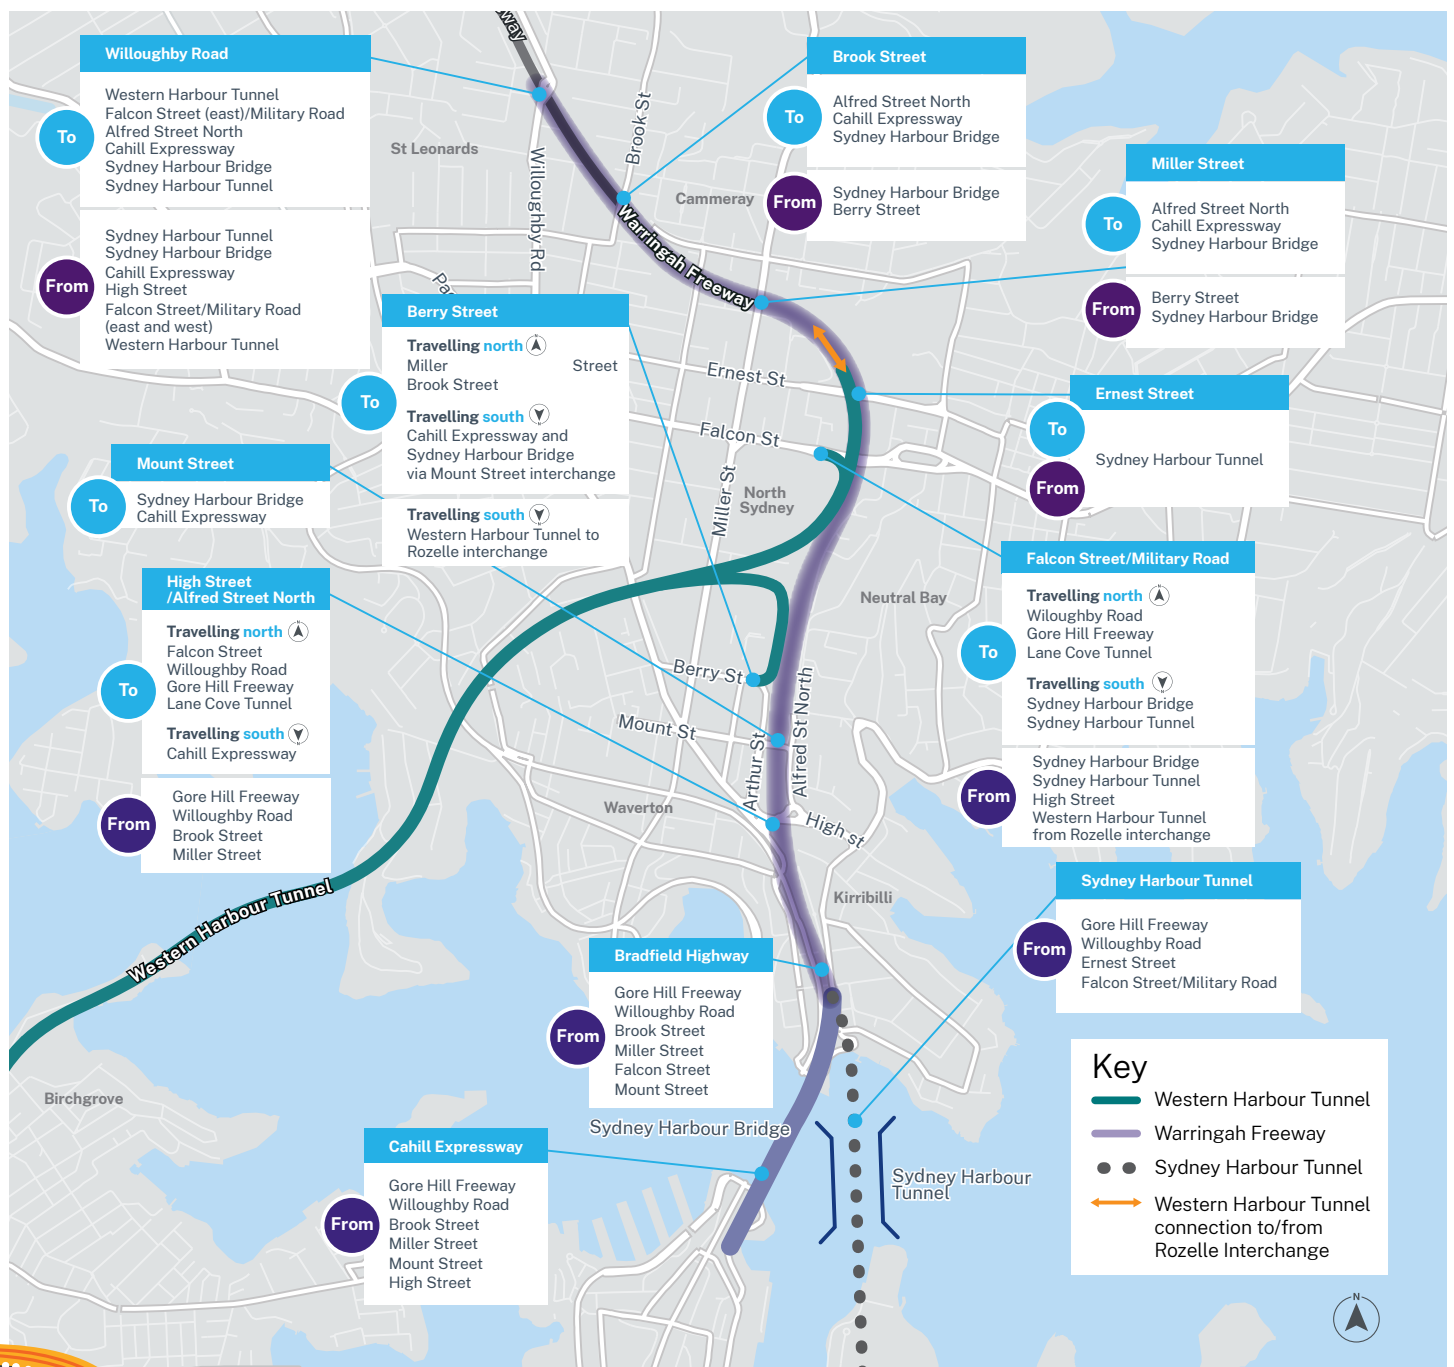 way
Willoughby Road
To
Western Harbour Tunnel
Falcon Street (east)/Military Road
Alfred Street North
Cahill Expressway
Sydney Harbour Bridge
Sydney Harbour Tunnel
From
Sydney Harbour Tunnel
Sydney Harbour Bridge
Cahill Expressway
High Street
Falcon Street/Military Road
(east and west)
Western Harbour Tunnel
Brook Street
To
Alfred Street North
Cahill Expressway
Sydney Harbour Bridge
From
Sydney Harbour Bridge
Berry Street
Miller Street
To
Alfred Street North
Cahill Expressway
Sydney Harbour Bridge
From
Berry Street
Sydney Harbour Bridge
St Leonards
Willoughby Rd
Brook St
Cammeray
Warringah Freeway
Pac
Berry Street
To
Travelling north N
Miller Street
Brook Street
Travelling south
Cahill Expressway and
Sydney Harbour Bridge
via Mount Street interchange
Travelling south
Western Harbour Tunnel to
Rozelle interchange
Ernest St
Falcon St
Miller St
North
Sydney
Ernest Street
To
From
Sydney Harbour Tunnel
Mount Street
To
Sydney Harbour Bridge
Cahill Expressway
High Street
/Alfred Street North
To
Travelling north N
Falcon Street
Willoughby Road
Gore Hill Freeway
Lane Cove Tunnel
Travelling south
Cahill Expressway
From
Gore Hill Freeway
Willoughby Road
Brook Street
Miller Street
Falcon Street/Military Road
To
Travelling north N
Wiloughby Road
Gore Hill Freeway
Lane Cove Tunnel
Travelling south
Sydney Harbour Bridge
Sydney Harbour Tunnel
From
Sydney Harbour Bridge
Sydney Harbour Tunnel
High Street
Western Harbour Tunnel
from Rozelle interchange
Neutral Bay
Berry St
Mount St
Arthur St
Alfred St North
Waverton
High st
Kirribilli
Western Harbour Tunnel
Sydney Harbour Tunnel
From
Gore Hill Freeway
Willoughby Road
Ernest Street
Falcon Street/Military Road
Bradfield Highway
From
Gore Hill Freeway
Willoughby Road
Brook Street
Miller Street
Falcon Street
Mount Street
Birchgrove
Sydney Harbour Bridge
Cahill Expressway
From
Gore Hill Freeway
Willoughby Road
Brook Street
Miller Street
Mount Street
High Street
Sydney Harbour
Tunnel
Key
Western Harbour Tunnel
Warringah Freeway
Sydney Harbour Tunnel
Western Harbour Tunnel
connection to/from
Rozelle Interchange
N